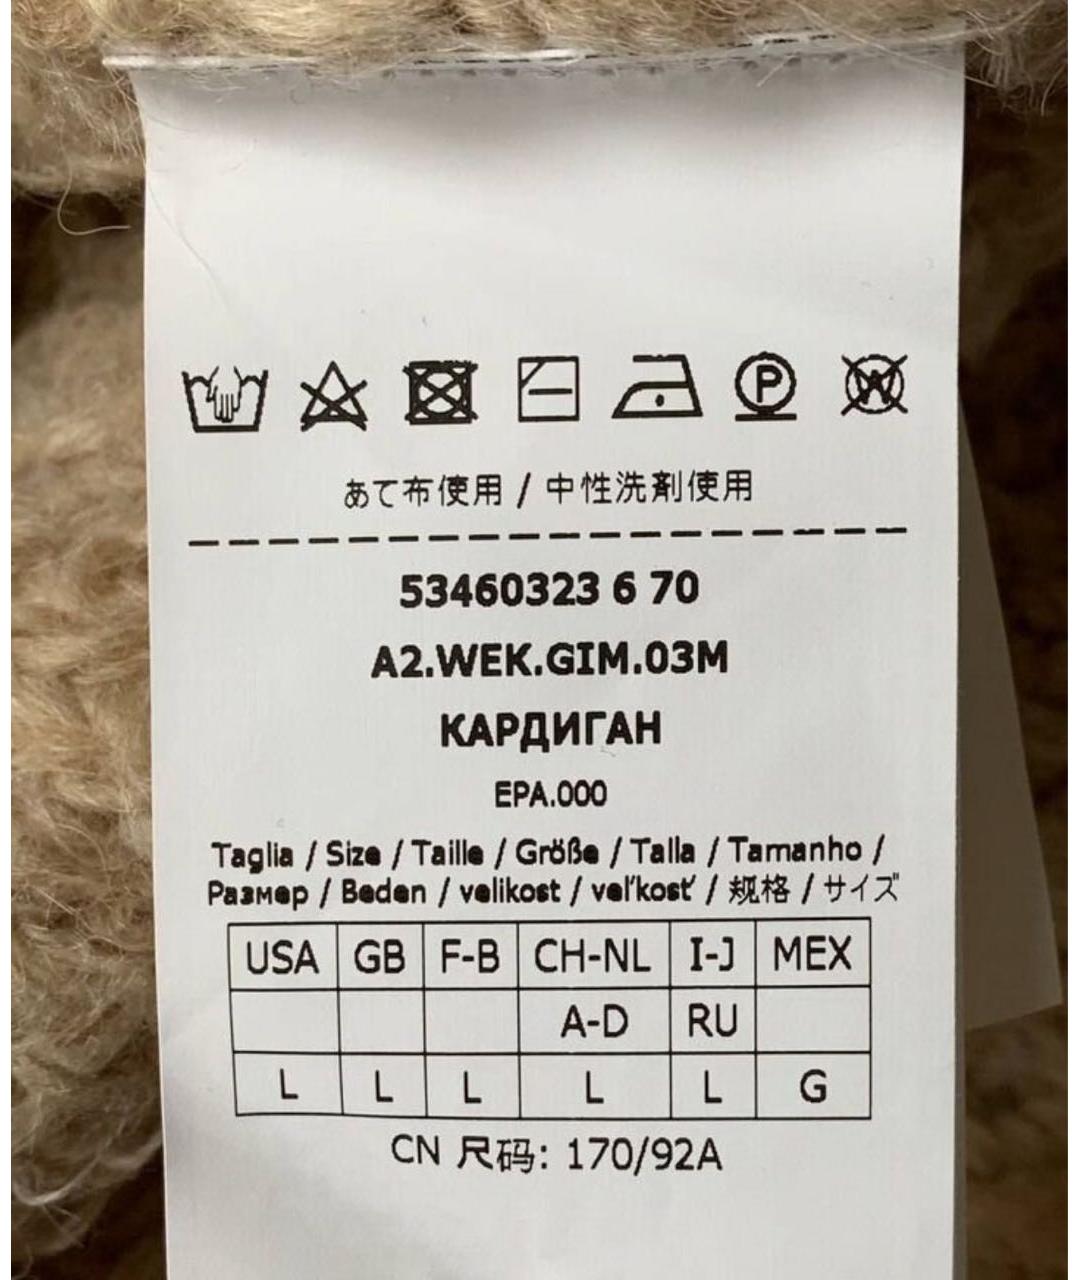 P W
あて布使用 / 中性洗剤使用
53460323 6 70
A2.WEK.GIM.03M
КАРДИГАН
EPA.000
Taglia / Size / Taille / Größe / Talla / Tamanho /
Размер / Beden / velikost / veľkosť / 规格 / サイズ
USA GB F-B CH-NL I-J MEX
A-D RU
L L L L L G
CN 尺码: 170/92A